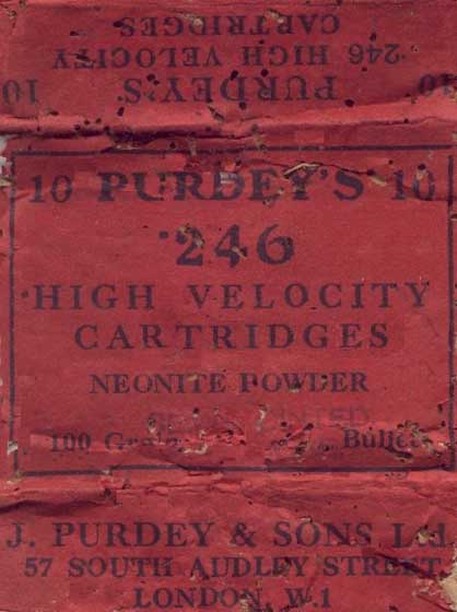 CARTRIDGES
·246 HIGH VELOCITY
10 PURDEY'S 10
10 PURDEY'S 10
·246
HIGH VELOCITY
CARTRIDGES
NEONITE POWDER
100 Bullet
J. PURDEY & SONS Ltd.
57 SOUTH AUDLEY STREET
LONDON, W 1